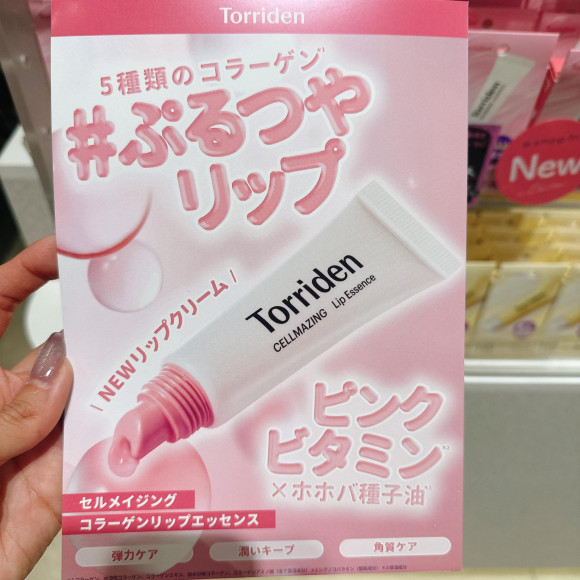 Torriden
5種類のコラーゲン
#ぷるつや
リップ
\ NEWリップクリーム /
Torriden
CELLMAZING Lip Essence
ピンク
ビタミン
×ホホバ種子油
セルメイジング
コラーゲンリップエッセンス
弾力ケア
潤いキープ
角質ケア
Torriden
New